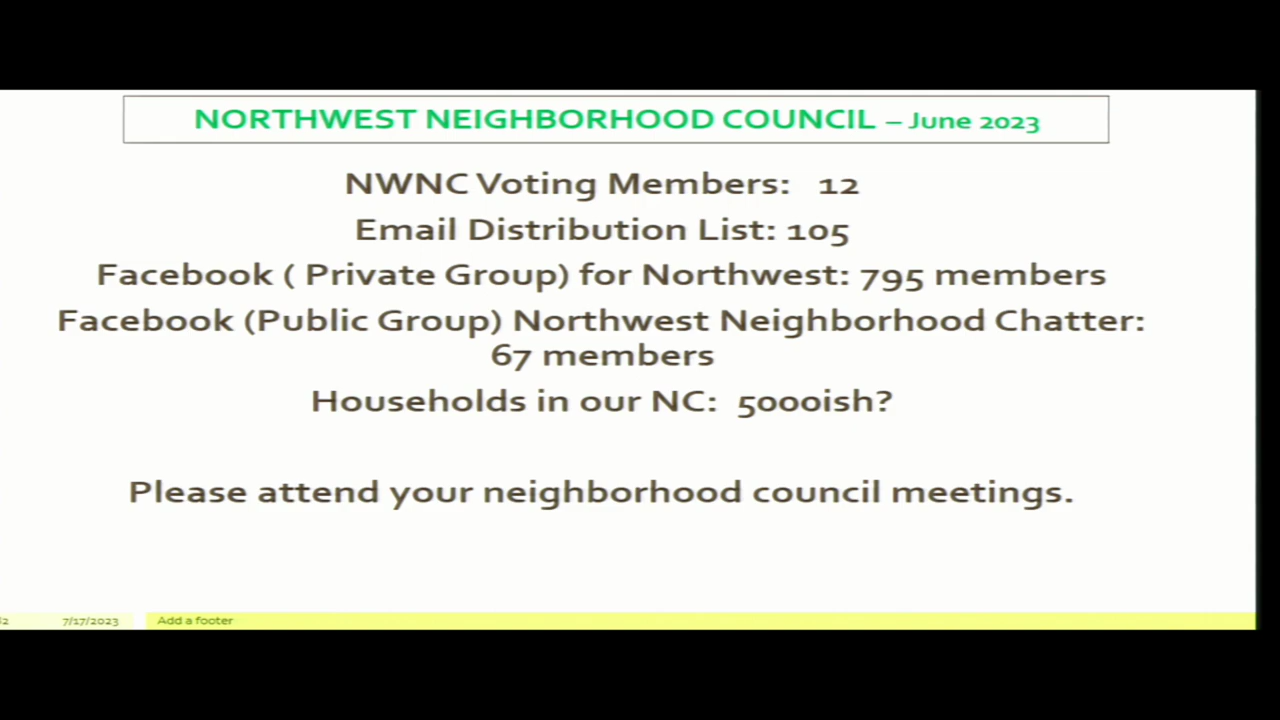 NORTHWEST NEIGHBORHOOD COUNCIL – June 2023
NWNC Voting Members: 12
Email Distribution List: 105
Facebook ( Private Group) for Northwest: 795 members
Facebook (Public Group) Northwest Neighborhood Chatter:
67 members
Households in our NC: 5000ish?
Please attend your neighborhood council meetings.
7/17/2023 Add a footer